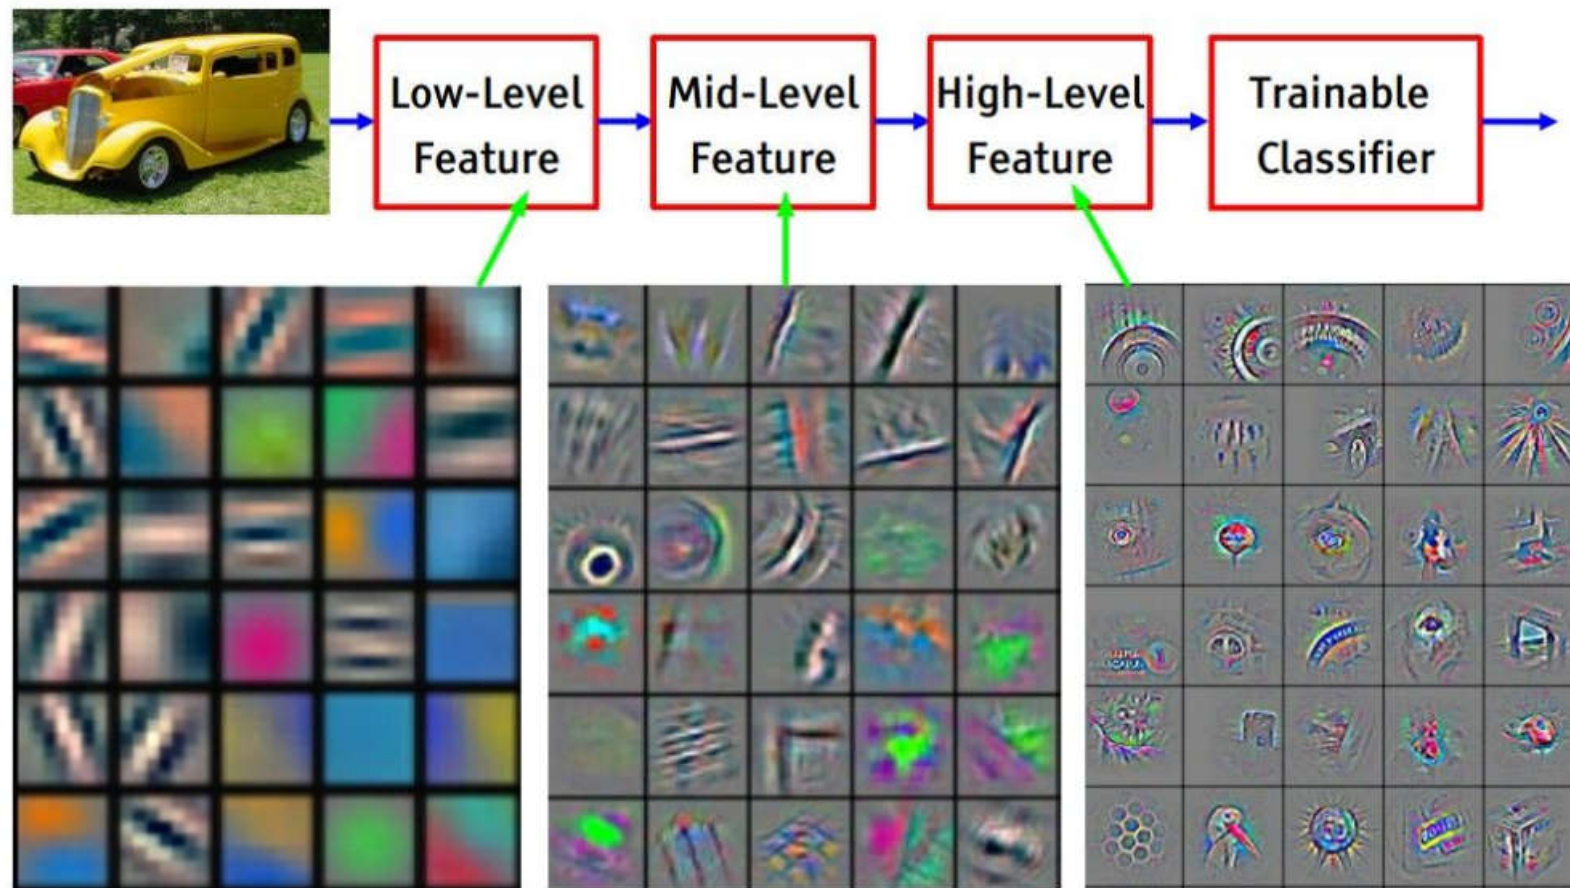 Low-Level
Feature
Mid-Level
Feature
High-Level
Feature
Trainable
Classifier